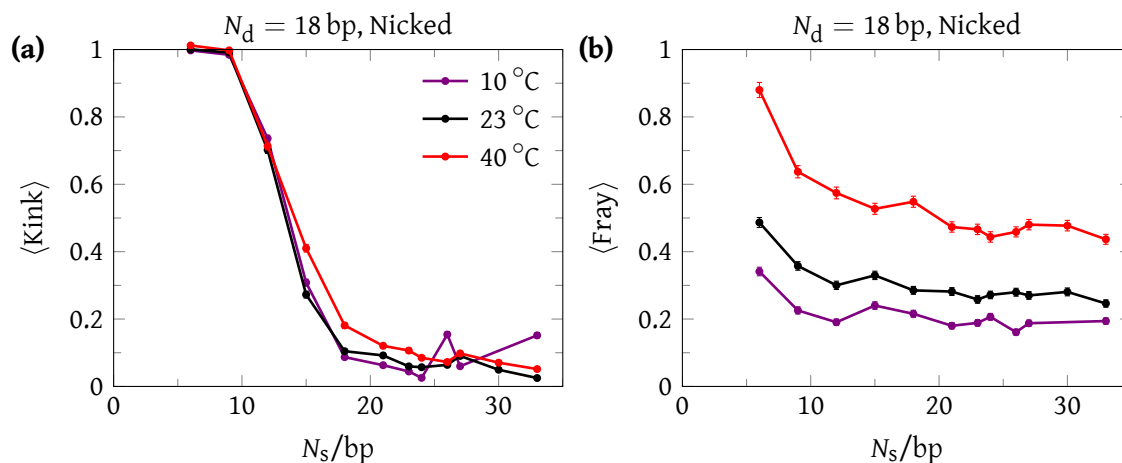 (a)
N_d = 18 bp, Nicked
⟨Kink⟩
1
0.8
0.6
0.4
0.2
0
0
10
20
30
N_s/bp
10 °C
23 °C
40 °C
(b)
N_d = 18 bp, Nicked
⟨Fray⟩
1
0.8
0.6
0.4
0.2
0
0
10
20
30
N_s/bp